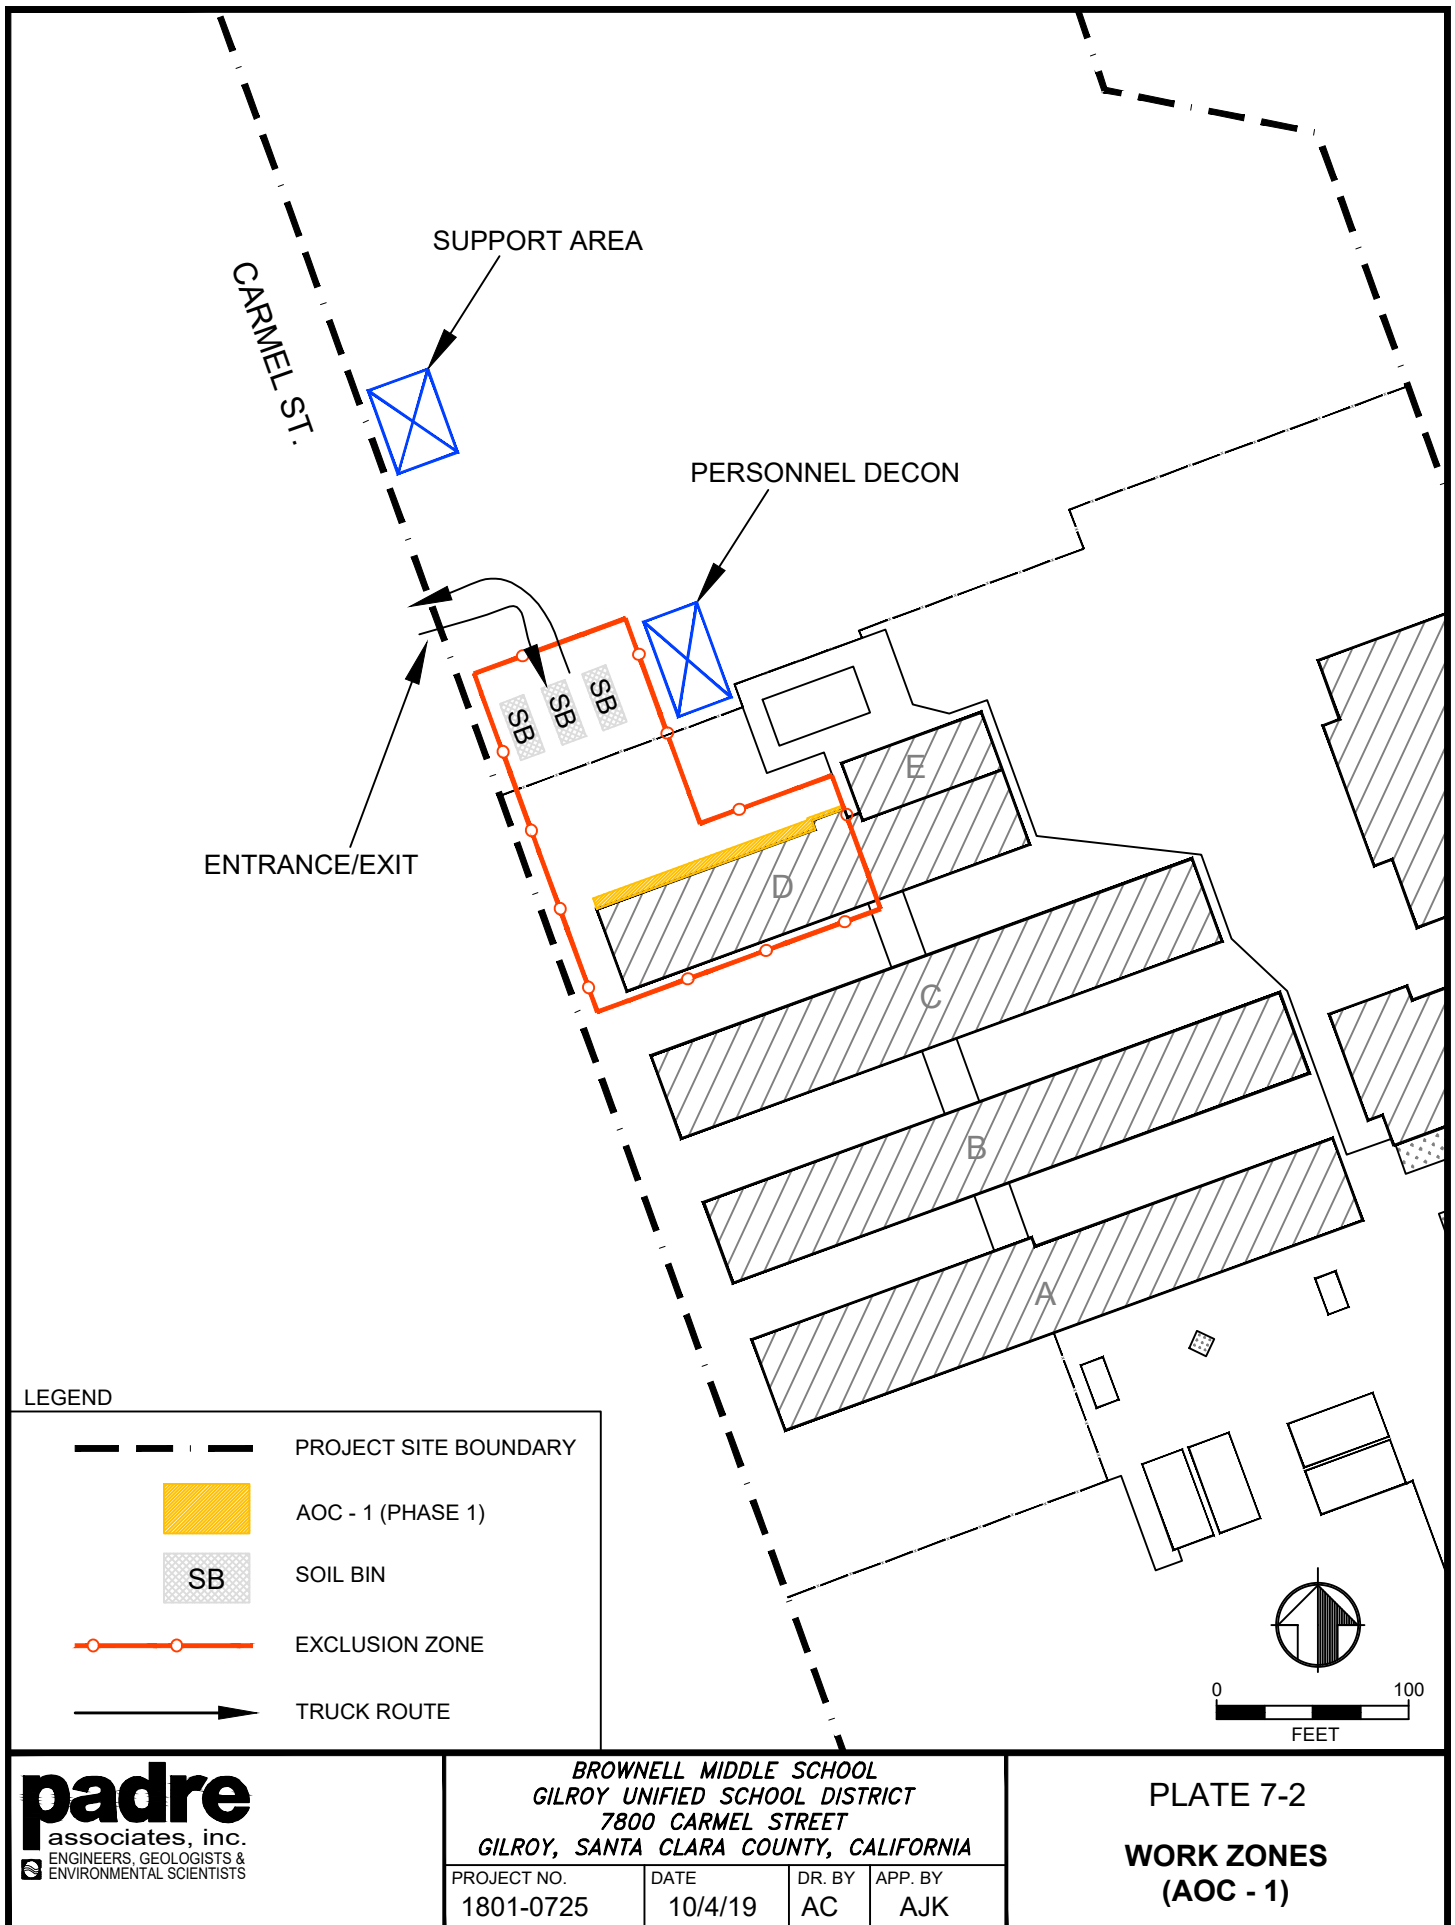 SUPPORT AREA
CARMEL ST.
PERSONNEL DECON
SB
SB
SB
ENTRANCE/EXIT
E
D
C
B
A
LEGEND
PROJECT SITE BOUNDARY
AOC - 1 (PHASE 1)
SB
SOIL BIN
EXCLUSION ZONE
TRUCK ROUTE
0 100
FEET
padre
associates, inc.
ENGINEERS, GEOLOGISTS &
ENVIRONMENTAL SCIENTISTS
BROWNELL MIDDLE SCHOOL
GILROY UNIFIED SCHOOL DISTRICT
7800 CARMEL STREET
GILROY, SANTA CLARA COUNTY, CALIFORNIA
PROJECT NO.
1801-0725
DATE
10/4/19
DR. BY
AC
APP. BY
AJK
PLATE 7-2
WORK ZONES
(AOC - 1)